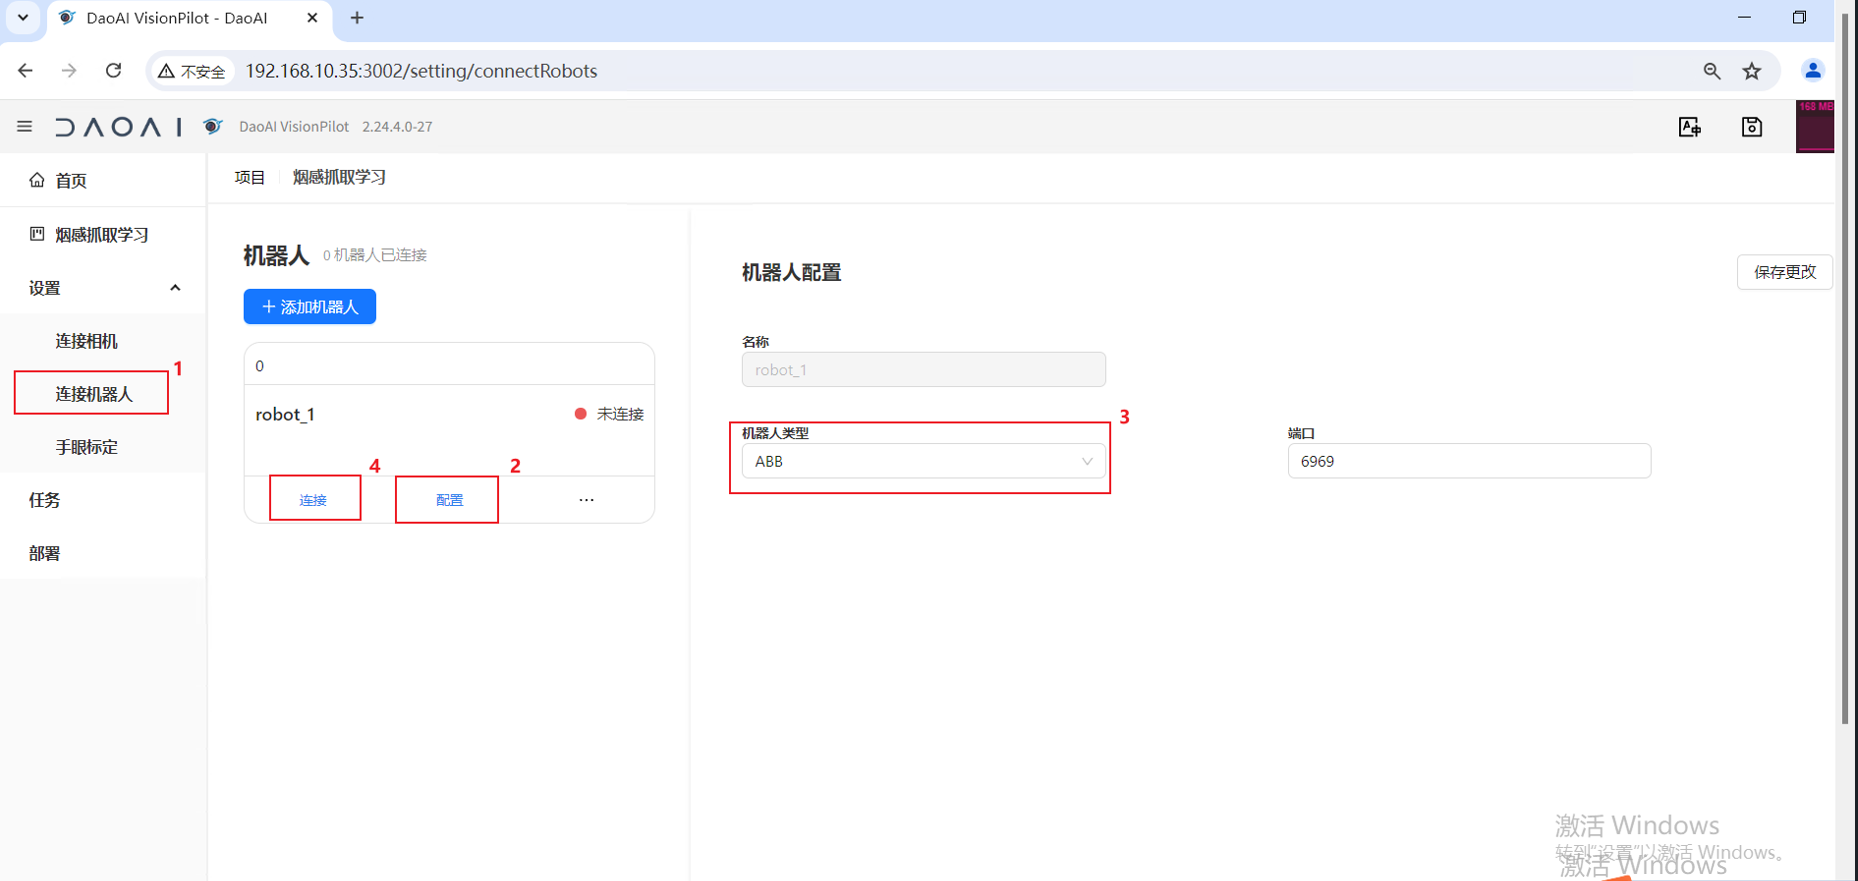 DaoAI VisionPilot - DaoAI
不安全 192.168.10.35:3002/setting/connectRobots
DAOAI DaoAI VisionPilot 2.24.4.0-27
168 MB
首页
项目 烟感抓取学习
烟感抓取学习
设置
连接相机
连接机器人
1
手眼标定
任务
部署
机器人 0 机器人已连接
+ 添加机器人
0
robot_1 未连接
4
2
连接 配置 ...
机器人配置 保存更改
名称
robot_1
3
机器人类型 端口
ABB 6969
激活 Windows
转到“设置”以激活 Windows。
激活 Windows